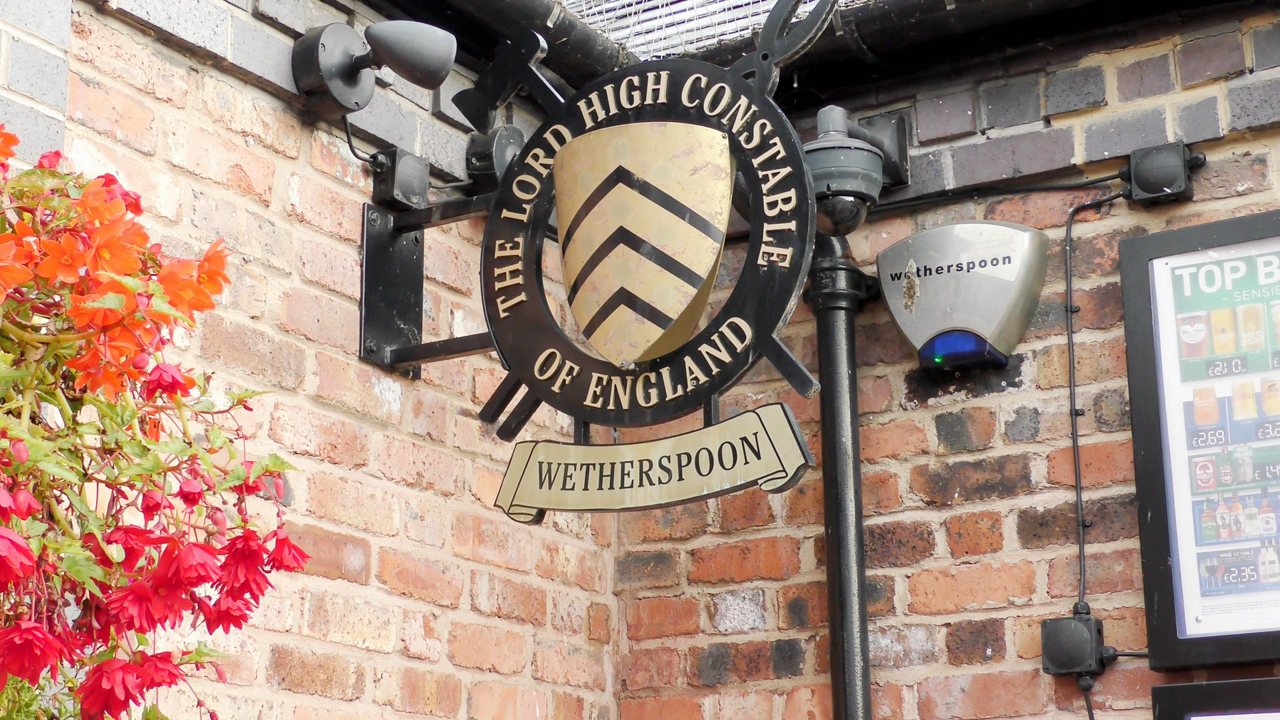 THE LORD HIGH CONSTABLE
OF ENGLAND
WETHERSPOON
wetherspoon
TOP B
£2.69
£2.35